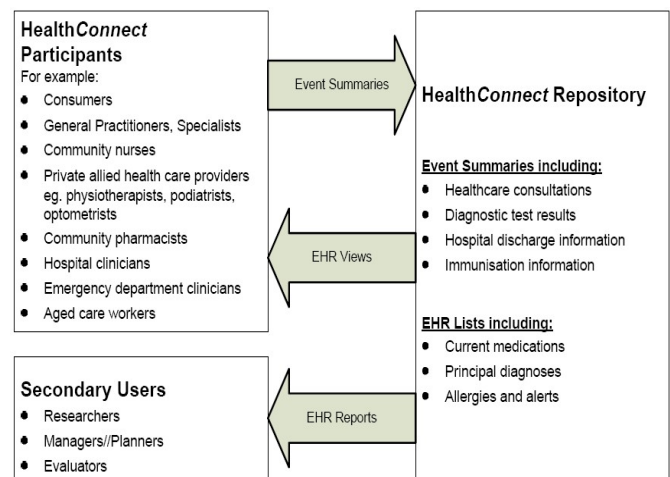 HealthConnect
Participants
For example:
● Consumers
● General Practitioners, Specialists
● Community nurses
● Private allied health care providers
eg. physiotherapists, podiatrists,
optometrists
● Community pharmacists
● Hospital clinicians
● Emergency department clinicians
● Aged care workers
Event Summaries
EHR Views
HealthConnect Repository
Event Summaries including:
● Healthcare consultations
● Diagnostic test results
● Hospital discharge information
● Immunisation information
EHR Lists including:
● Current medications
● Principal diagnoses
● Allergies and alerts
Secondary Users
● Researchers
● Managers//Planners
● Evaluators
EHR Reports